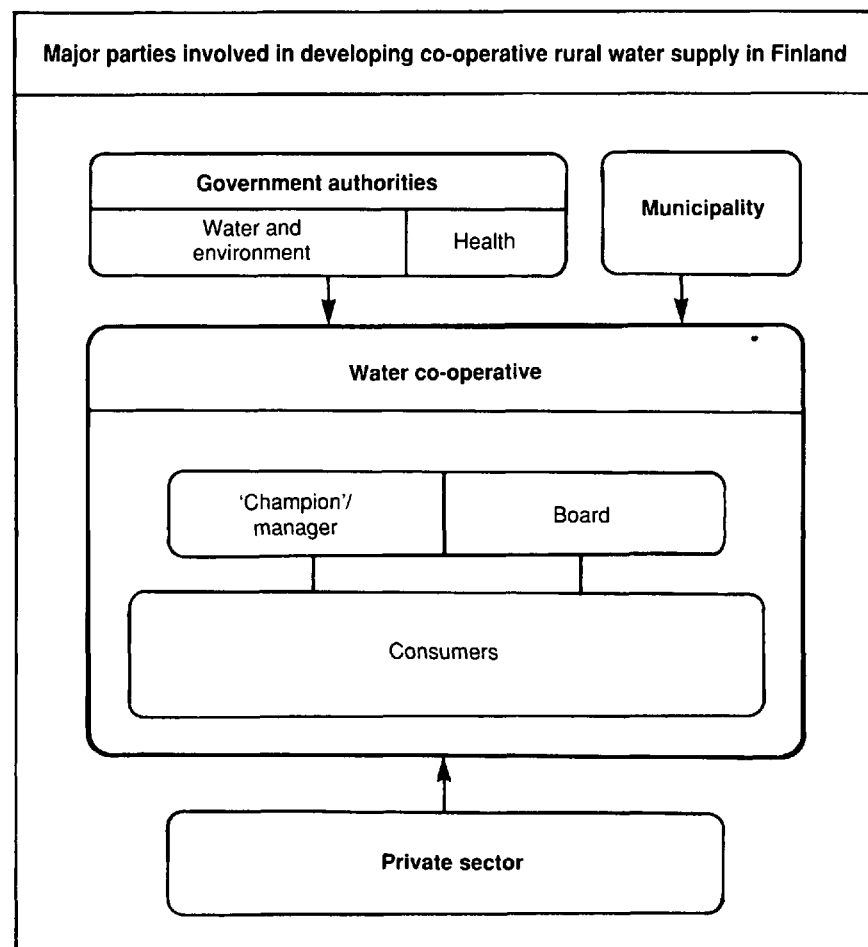 Major parties involved in developing co-operative rural water supply in Finland
Government authorities
Water and
environment
Health
Municipality
Water co-operative
‘Champion’/
manager
Board
Consumers
Private sector